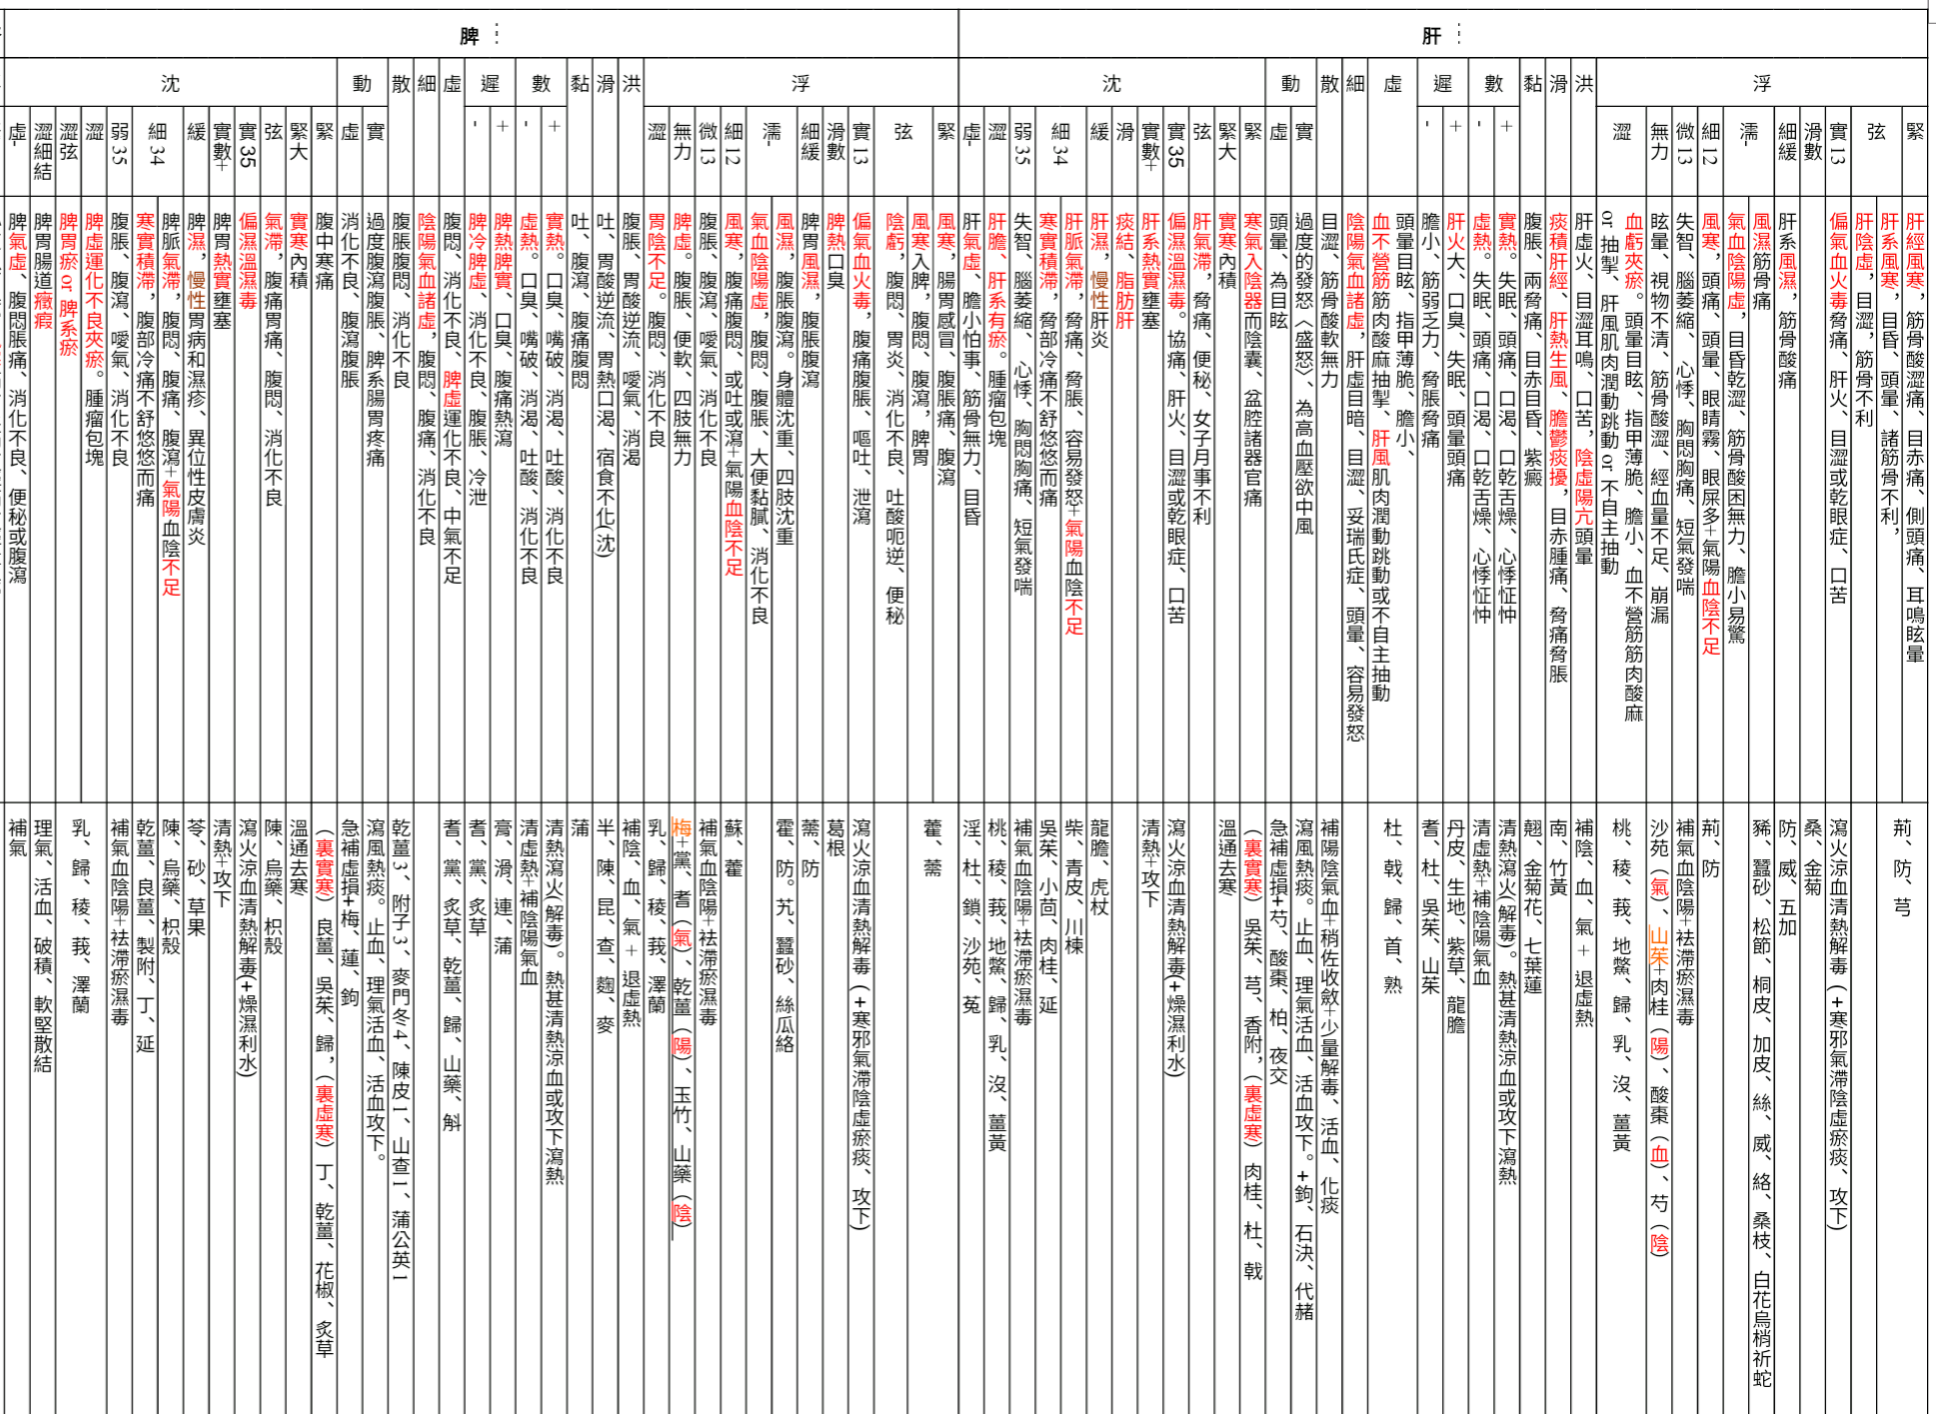 肝
浮
緊
肝經風寒，筋骨酸澀痛、目赤痛、側頭痛、耳鳴眩暈
荊、防、芎
弦
肝系風寒，目昏、頭暈、諸筋骨不利，
肝陰虛，目澀，筋骨不利
實13
偏氣血火毒脅痛、肝火、目澀或乾眼症、口苦
瀉火涼血清熱解毒（+寒邪氣滯陰虛瘀痰、攻下）
滑數
桑、金菊
細緩
肝系風濕，筋骨酸痛
防、威、五加
濡-
風濕筋骨痛
豨、蠶砂、松節、桐皮、加皮、絲、威、絡、桑枝、白花烏梢祈蛇
氣血陰陽虛，目昏乾澀、筋骨酸困無力、膽小易驚
細12
風寒，頭痛、頭暈、眼睛霧、眼屎多+氣陽血陰不足
荊、防
微13
失智、腦萎縮、心悸、胸悶胸痛、短氣發喘
補氣血陰陽+袪滯瘀濕毒
無力
眩暈、視物不清、筋骨酸澀、經血量不足、崩漏
沙苑（氣）、山茱+肉桂（陽）、酸棗（血）、芍（陰）
澀
血虧夾瘀。頭暈目眩、指甲薄脆、膽小、血不營筋筋肉酸麻
or 抽掣、肝風肌肉潤動跳動 or 不自主抽動
桃、稜、莪、地鱉、歸、乳、沒、薑黃
洪
肝虛火、目澀耳鳴、口苦，陰虛陽亢頭暈
補陰、血、氣 + 退虛熱
滑
痰積肝經、肝熱生風、膽鬱痰擾，目赤腫痛、脅痛脅脹
南、竹黃
黏
腹脹、兩脅痛、目赤目昏、紫癜
翹、金菊花、七葉蓮
數
+
實熱。失眠、頭痛、口渴、口乾舌燥、心悸怔忡
清熱瀉火(解毒)。熱甚清熱涼血或攻下瀉熱
-
虛熱。失眠、頭痛、口渴、口乾舌燥、心悸怔忡
清虛熱+補陰陽氣血
遲
+
肝火大、口臭、失眠、頭暈頭痛
丹皮、生地、紫草、龍膽
-
膽小、筋弱乏力、脅脹脅痛
耆、杜、吳茱、山茱
虛
頭暈目眩、指甲薄脆、膽小、
血不營筋筋肉酸麻抽掣、肝風肌肉潤動跳動或不自主抽動
杜、戟、歸、首、熟
細
陰陽氣血諸虛，肝虛目暗、目澀、妥瑞氏症、頭暈、容易發怒
散
目澀、筋骨酸軟無力
補陽陰氣血+稍佐收斂+少量解毒、活血、化痰
動
實
過度的發怒（盛怒）、為高血壓欲中風
瀉風熱痰。止血、理氣活血、活血攻下。+鉤、石決、代赭
虛
頭暈、為目眩
急補虛損+芍、酸棗、柏、夜交
沈
緊
寒氣入陰器而陰囊、盆腔諸器官痛
（裏實寒）吳茱、芎、香附，（裏虛寒）肉桂、杜、戟
緊大
實寒內積
溫通去寒
弦
肝氣滯，脅痛、便秘、女子月事不利
實35
偏濕溫濕毒。協痛、肝火、目澀或乾眼症、口苦
瀉火涼血清熱解毒(+燥濕利水)
實數+
肝系熱實壅塞
清熱+攻下
滑
痰結、脂肪肝
緩
肝濕，慢性肝炎
龍膽、虎杖
細34
肝脈氣滯，脅痛、脅脹、容易發怒+氣陽血陰不足
柴、青皮、川楝
寒實積滯，脅部冷痛不舒悠悠而痛
吳茱、小茴、肉桂、延
弱35
失智、腦萎縮、心悸、胸悶胸痛、短氣發喘
補氣血陰陽+袪滯瘀濕毒
澀
肝膽、肝系有瘀。腫瘤包塊
桃、稜、莪、地鱉、歸、乳、沒、薑黃
虛-
肝氣虛，膽小怕事、筋骨無力、目昏
淫、杜、鎖、沙苑、菟
脾
浮
緊
風寒，腸胃感冒、腹脹痛、腹瀉
藿、薷
弦
風寒入脾，腹悶、腹瀉，脾胃
陰虧，腹悶、胃炎、消化不良、吐酸呃逆、便秘
實13
偏氣血火毒，腹痛腹脹、嘔吐、泄瀉
瀉火涼血清熱解毒（+寒邪氣滯陰虛瘀痰、攻下）
滑數
脾熱口臭
葛根
細緩
脾胃風濕，腹脹腹瀉
薷、防
濡-
風濕，腹脹腹瀉。身體沈重、四肢沈重
霍、防。艽、蠶砂、絲瓜絡
氣血陰陽虛，腹悶、腹脹、大便黏膩、消化不良
細12
風寒，腹痛腹悶、或吐或瀉+氣陽血陰不足
蘇、藿
微13
腹脹、腹瀉、噯氣、消化不良
補氣血陰陽+袪滯瘀濕毒
無力
脾虛。腹脹、便軟、四肢無力
梅+黨、耆（氣）、乾薑（陽）、玉竹、山藥（陰）
澀
胃陰不足。腹悶、消化不良
乳、歸、稜、莪、澤蘭
洪
腹脹、胃酸逆流、噯氣、消渴
補陰、血、氣 + 退虛熱
滑
吐、胃酸逆流、胃熱口渴、宿食不化(沈)
半、陳、昆、查、麴、麥
黏
吐、腹瀉、腹痛腹悶
蒲
數
+
實熱。口臭、嘴破、消渴、吐酸、消化不良
清熱瀉火(解毒)。熱甚清熱涼血或攻下瀉熱
-
虛熱。口臭、嘴破、消渴、吐酸、消化不良
清虛熱+補陰陽氣血
遲
+
脾熱脾實、口臭、腹痛熱瀉
膏、滑、連、蒲
-
脾冷脾虛、消化不良、腹脹、冷泄
耆、黨、炙草
虛
腹悶、消化不良、脾虛運化不良、中氣不足
耆、黨、炙草、乾薑、歸、山藥、斛
細
陰陽氣血諸虛，腹悶、腹痛、消化不良
散
腹脹腹悶、消化不良
乾薑3、附子3、麥門冬4、陳皮1、山查1、蒲公英1
動
實
過度腹瀉腹脹、脾系腸胃疼痛
瀉風熱痰。止血、理氣活血、活血攻下。
虛
消化不良、腹瀉腹脹
急補虛損+梅、蓮、鉤
沈
緊
腹中寒痛
（裏實寒）良薑、吳茱、歸，（裏虛寒）丁、乾薑、花椒、炙草
緊大
實寒內積
溫通去寒
弦
氣滯，腹痛胃痛、腹悶、消化不良
陳、烏藥、枳殼
實35
偏濕溫濕毒
瀉火涼血清熱解毒(+燥濕利水)
實數+
脾胃熱實壅塞
清熱+攻下
緩
脾濕，慢性胃病和濕疹、異位性皮膚炎
苓、砂、草果
細34
脾脈氣滯，腹悶、腹痛、腹瀉+氣陽血陰不足
陳、烏藥、枳殼
寒實積滯，腹部冷痛不舒悠悠而痛
乾薑、良薑、製附、丁、延
弱35
腹脹、腹瀉、噯氣、消化不良
補氣血陰陽+袪滯瘀濕毒
澀
脾虛運化不良夾瘀。腫瘤包塊
乳、歸、稜、莪、澤蘭
澀弦
脾胃瘀 or 脾系瘀
澀細結
脾胃腸道癥瘕
理氣、活血、破積、軟堅散結
虛-
脾氣虛，腹悶脹痛、消化不良、便秘或腹瀉
補氣